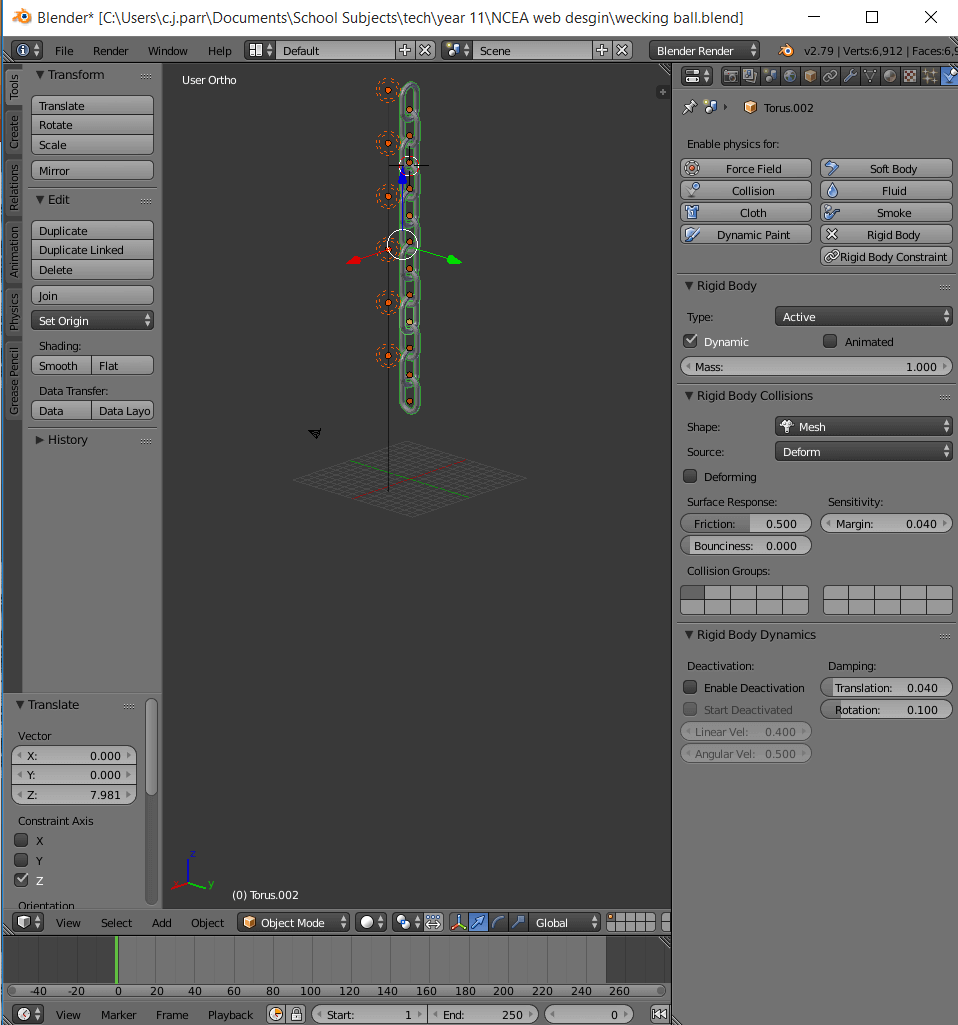 Blender* [C:\Users\c.j.parr\Documents\School Subjects\tech\year 11\NCEA web desgin\wecking ball.blend]
File Render Window Help Default Scene Blender Render v2.79 | Verts:6,912 | Faces:6,
Tools
Create
Relations
Animation
Physics
Grease Pencil
Transform
Translate
Rotate
Scale
Mirror
Edit
Duplicate
Duplicate Linked
Delete
Join
Set Origin
Shading:
Smooth Flat
Data Transfer:
Data Data Layo
History
Translate
Vector
X: 0.000
Y: 0.000
Z: 7.981
Constraint Axis
X
Y
Z
Orientation
User Ortho
z
y
(0) Torus.002
View Select Add Object Object Mode Global
-40 -20 0 20 40 60 80 100 120 140 160 180 200 220 240 260
View Marker Frame Playback Start: 1 End: 250 0
Torus.002
Enable physics for:
Force Field Soft Body
Collision Fluid
Cloth Smoke
Dynamic Paint Rigid Body
Rigid Body Constraint
Rigid Body
Type: Active
Dynamic Animated
Mass: 1.000
Rigid Body Collisions
Shape: Mesh
Source: Deform
Deforming
Surface Response: Sensitivity:
Friction: 0.500 Margin: 0.040
Bounciness: 0.000
Collision Groups:
Rigid Body Dynamics
Deactivation: Damping:
Enable Deactivation Translation: 0.040
Start Deactivated Rotation: 0.100
Linear Vel: 0.400
Angular Vel: 0.500